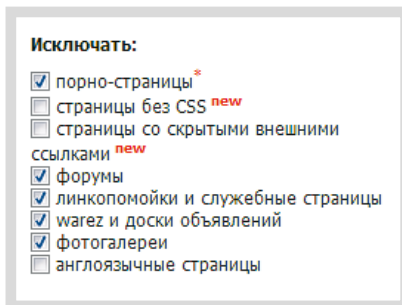 Исключать:
порно-страницы*
страницы без CSS new
страницы со скрытыми внешними
ссылками new
форумы
линкопомойки и служебные страницы
warez и доски объявлений
фотогалереи
англоязычные страницы